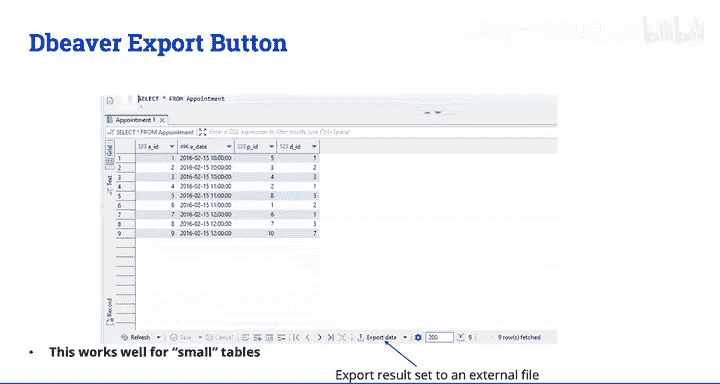 Dbeaver Export Button
SELECT * FROM Appointment
Appointment 1
SELECT * FROM Appointment Enter a SQL expression to filter results (use Ctrl+Space)
Grid
Text
Record
123 a_id ABC a_date 123 p_id 123 d_id
1 1 2016-02-15 10:00:00 5 1
2 2 2016-02-15 10:00:00 3 2
3 3 2016-02-15 10:00:00 4 3
4 4 2016-02-15 11:00:00 2 1
5 5 2016-02-15 11:00:00 8 3
6 6 2016-02-15 11:00:00 1 2
7 7 2016-02-15 12:00:00 6 1
8 8 2016-02-15 12:00:00 7 3
9 9 2016-02-15 12:00:00 10 7
Refresh Save Cancel Export data 200 9 9 row(s) fetched
• This works well for “small” tables
Export result set to an external file